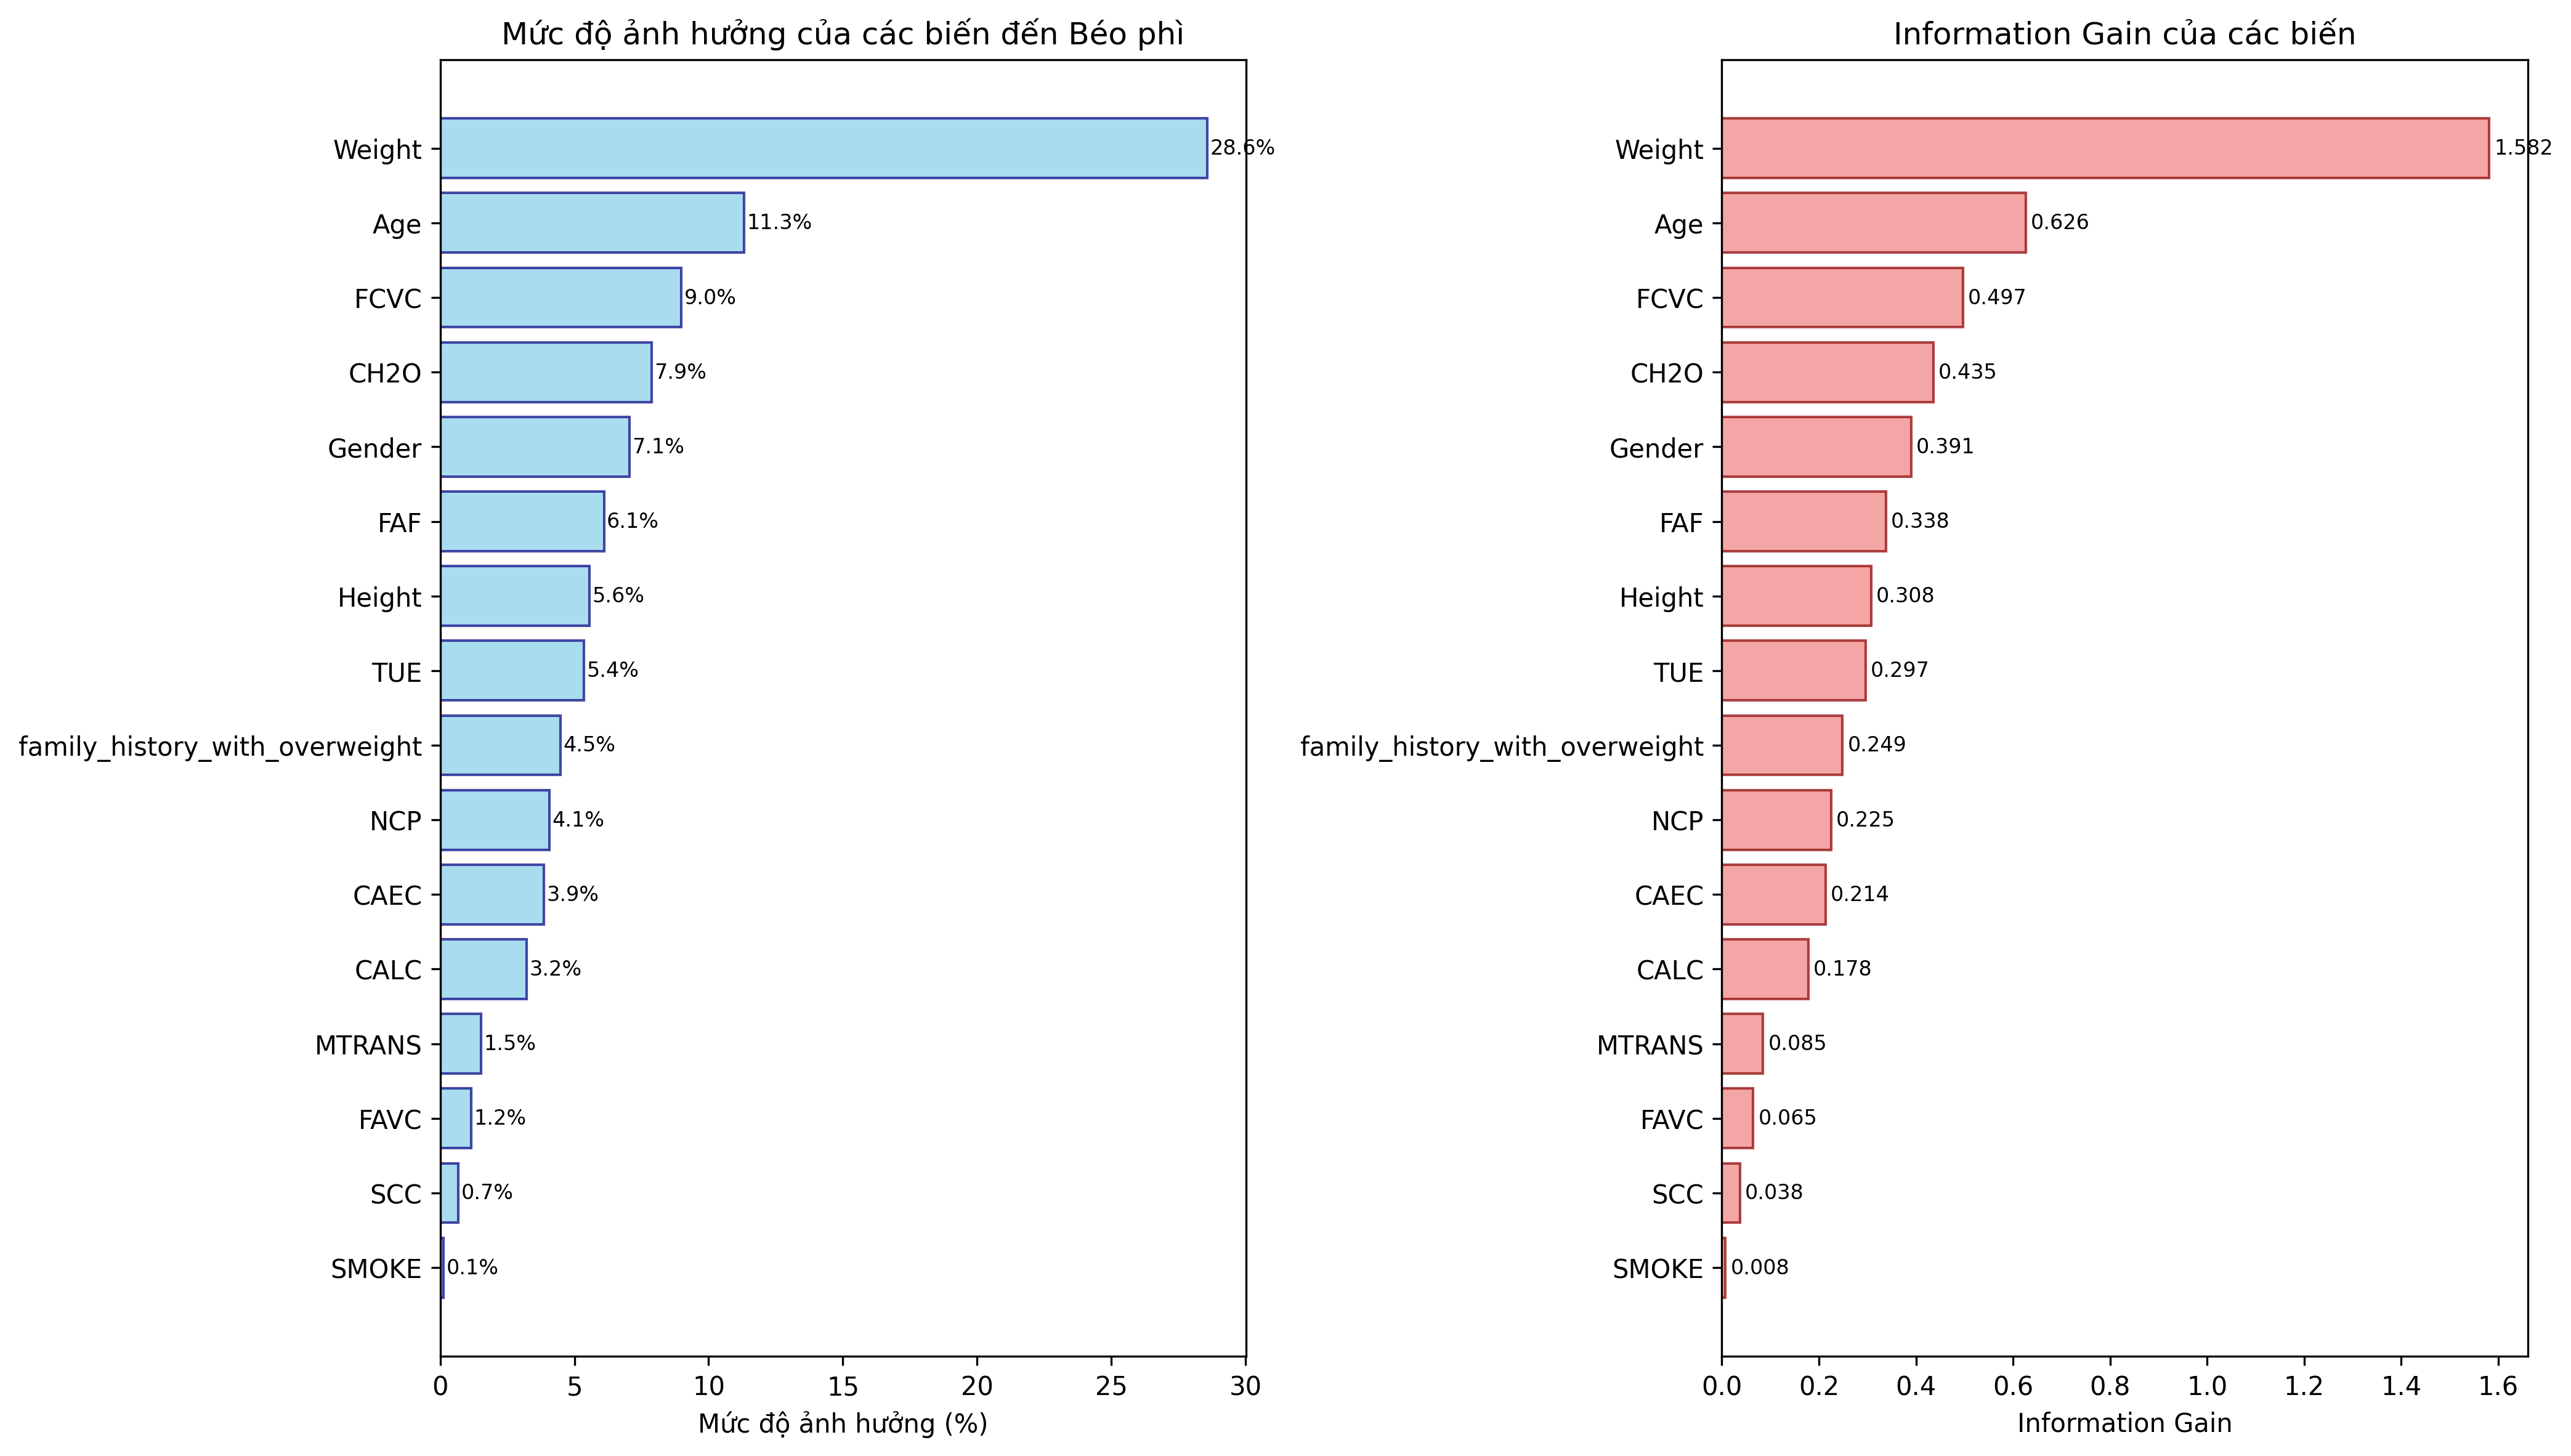 Mức độ ảnh hưởng của các biến đến Béo phì
Weight 28.6%
Age 11.3%
FCVC 9.0%
CH2O 7.9%
Gender 7.1%
FAF 6.1%
Height 5.6%
TUE 5.4%
family_history_with_overweight 4.5%
NCP 4.1%
CAEC 3.9%
CALC 3.2%
MTRANS 1.5%
FAVC 1.2%
SCC 0.7%
SMOKE 0.1%
0 5 10 15 20 25 30
Mức độ ảnh hưởng (%)
Information Gain của các biến
Weight 1.582
Age 0.626
FCVC 0.497
CH2O 0.435
Gender 0.391
FAF 0.338
Height 0.308
TUE 0.297
family_history_with_overweight 0.249
NCP 0.225
CAEC 0.214
CALC 0.178
MTRANS 0.085
FAVC 0.065
SCC 0.038
SMOKE 0.008
0.0 0.2 0.4 0.6 0.8 1.0 1.2 1.4 1.6
Information Gain